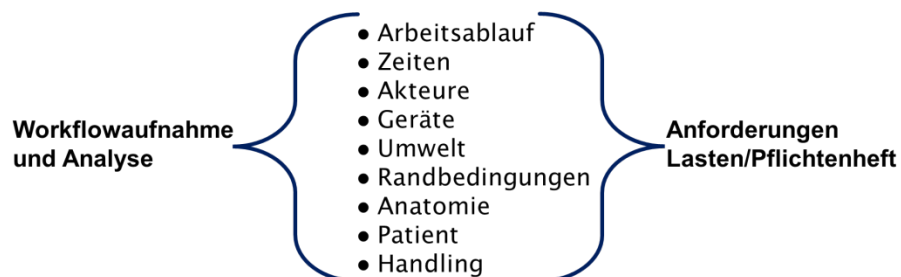 Workflowaufnahme
und Analyse
● Arbeitsablauf
● Zeiten
● Akteure
● Geräte
● Umwelt
● Randbedingungen
● Anatomie
● Patient
● Handling
Anforderungen
Lasten/Pflichtenheft